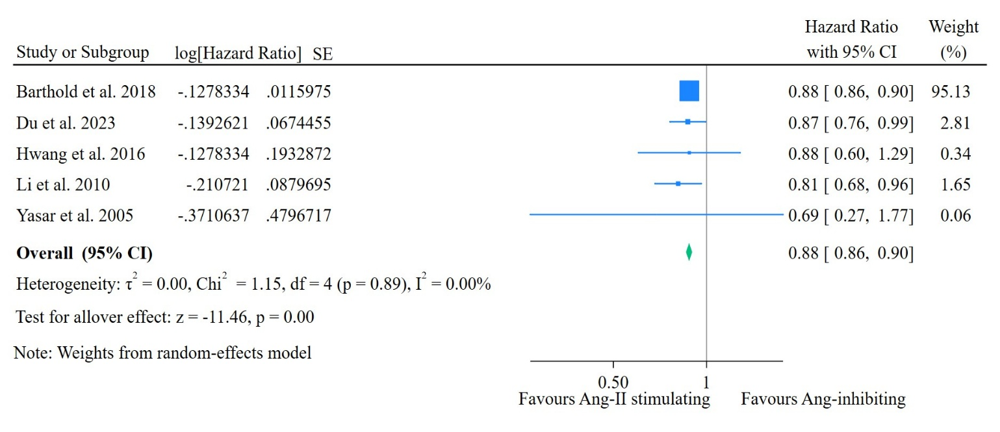 Hazard Ratio Weight
Study or Subgroup log[Hazard Ratio] SE with 95% CI (%)
Barthold et al. 2018 -.1278334 .0115975 0.88 [ 0.86, 0.90] 95.13
Du et al. 2023 -.1392621 .0674455 0.87 [ 0.76, 0.99] 2.81
Hwang et al. 2016 -.1278334 .1932872 0.88 [ 0.60, 1.29] 0.34
Li et al. 2010 -.210721 .0879695 0.81 [ 0.68, 0.96] 1.65
Yasar et al. 2005 -.3710637 .4796717 0.69 [ 0.27, 1.77] 0.06
Overall (95% CI) 0.88 [ 0.86, 0.90]
Heterogeneity: τ² = 0.00, Chi² = 1.15, df = 4 (p = 0.89), I² = 0.00%
Test for allover effect: z = -11.46, p = 0.00
Note: Weights from random-effects model
0.50 1
Favours Ang-II stimulating Favours Ang-inhibiting